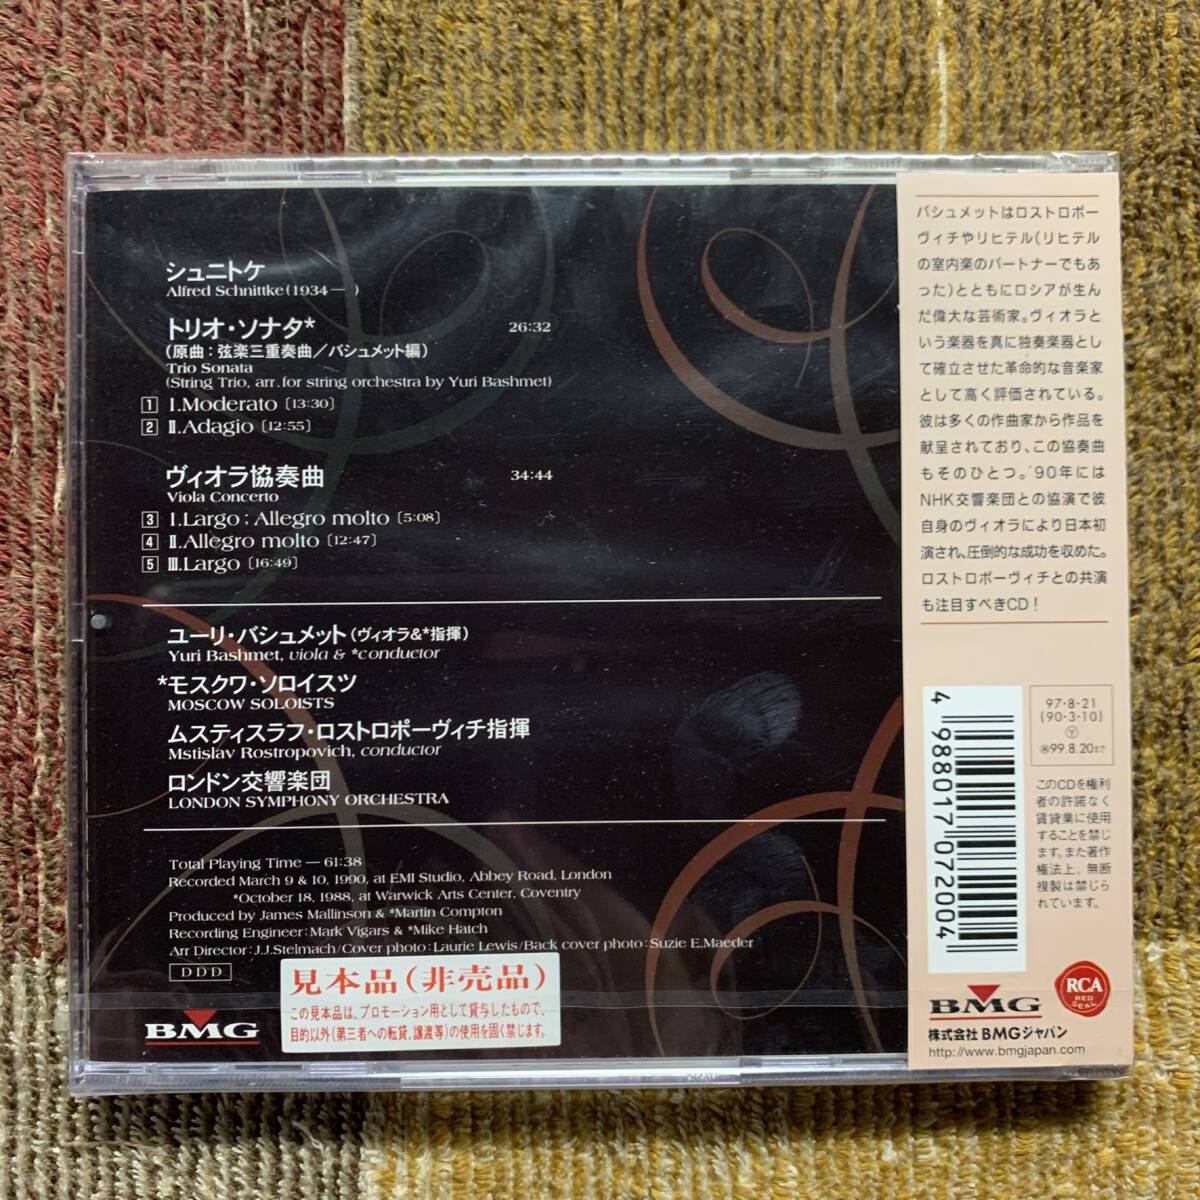 シュニトケ
Alfred Schnittke (1934— )
トリオ・ソナタ* 26:32
(原曲：弦楽三重奏曲／バシュメット編)
Trio Sonata
(String Trio, arr. for string orchestra by Yuri Bashmet)
1 I.Moderato [13:30]
2 II.Adagio [12:55]
ヴィオラ協奏曲 34:44
Viola Concerto
3 I.Largo ; Allegro molto [5:08]
4 II.Allegro molto [12:47]
5 III.Largo [16:49]
ユーリ・バシュメット(ヴィオラ&*指揮)
Yuri Bashmet, viola & *conductor
*モスクワ・ソロイスツ
MOSCOW SOLOISTS
ムスティスラフ・ロストロポーヴィチ指揮
Mstislav Rostropovich, conductor
ロンドン交響楽団
LONDON SYMPHONY ORCHESTRA
Total Playing Time — 61:38
Recorded March 9 & 10, 1990, at EMI Studio, Abbey Road, London
*October 18, 1988, at Warwick Arts Center, Coventry
Produced by James Mallinson & *Martin Compton
Recording Engineer : Mark Vigars & *Mike Hatch
Art Director : J.J.Stelmach/Cover photo : Laurie Lewis/Back cover photo : Suzie E.Maeder
DDD
BMG
見本品(非売品)
この見本品は、プロモーション用として貸与したもので、
目的以外(第三者への転貸、譲渡等)の使用を固く禁じます。
バシュメットはロストロポー
ヴィチやリヒテル(リヒテル
の室内楽のパートナーでもあ
った)とともにロシアが生ん
だ偉大な芸術家。ヴィオラと
いう楽器を真に独奏楽器とし
て確立させた革命的な音楽家
として高く評価されている。
彼は多くの作曲家から作品を
献呈されており、この協奏曲
もそのひとつ。'90年には
NHK交響楽団との協演で彼
自身のヴィオラにより日本初
演され、圧倒的な成功を収めた。
ロストロポーヴィチとの共演
も注目すべきCD！
4 988017 072004
97・8・21
(90・3・10)
Ⓨ
㋫99.8.20まで
このCDを権利
者の許諾なく
賃貸業に使用
することを禁じ
ます。また著作
権法上、無断
複製は禁じら
れています。
BMG
RCA
RED SEAL
株式会社 BMGジャパン
http://www.bmgjapan.com